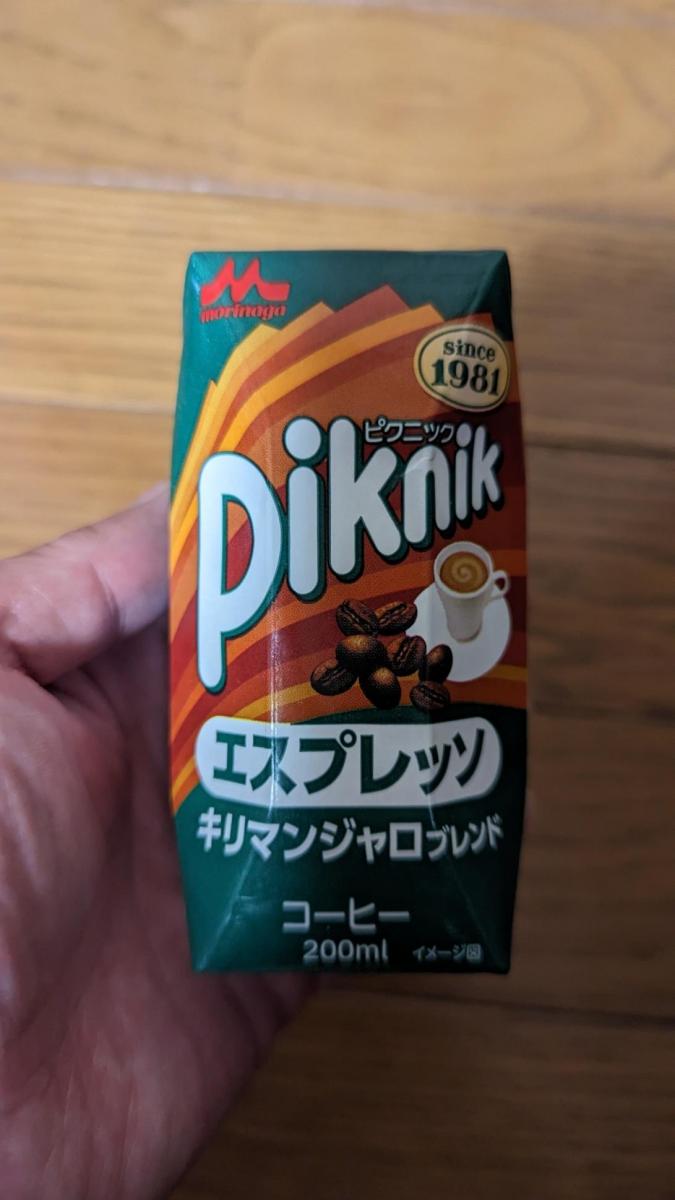 morinaga
since
1981
ピクニック
piknik
エスプレッソ
キリマンジャロブレンド
コーヒー
200ml イメージ図